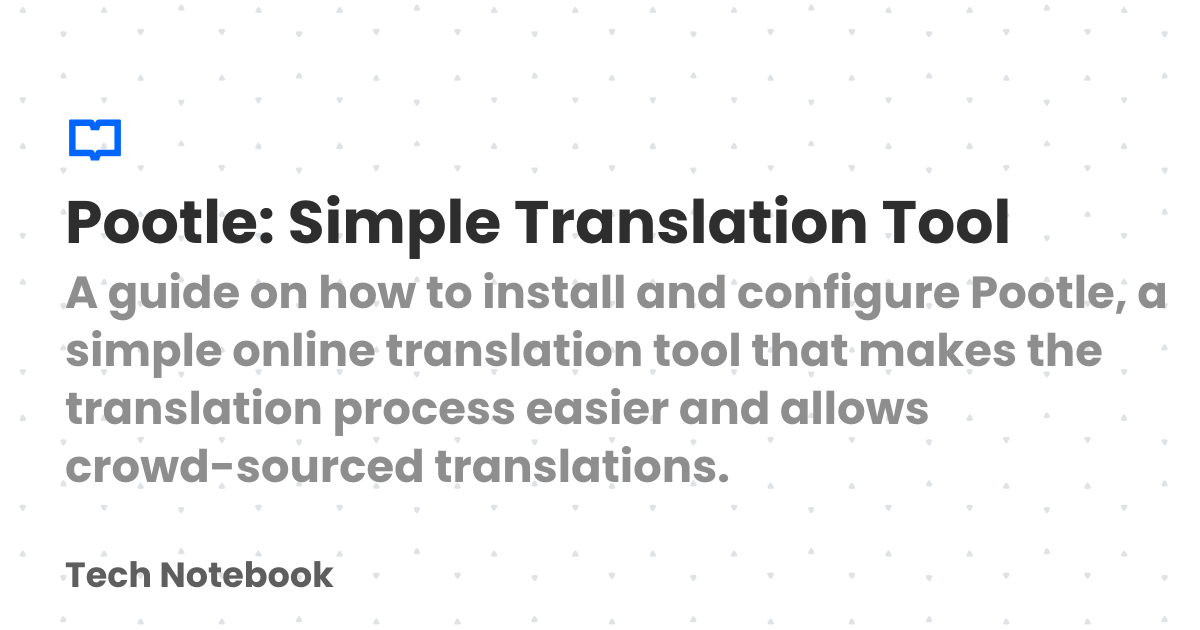 Pootle: Simple Translation Tool
A guide on how to install and configure Pootle, a
simple online translation tool that makes the
translation process easier and allows
crowd-sourced translations.
Tech Notebook